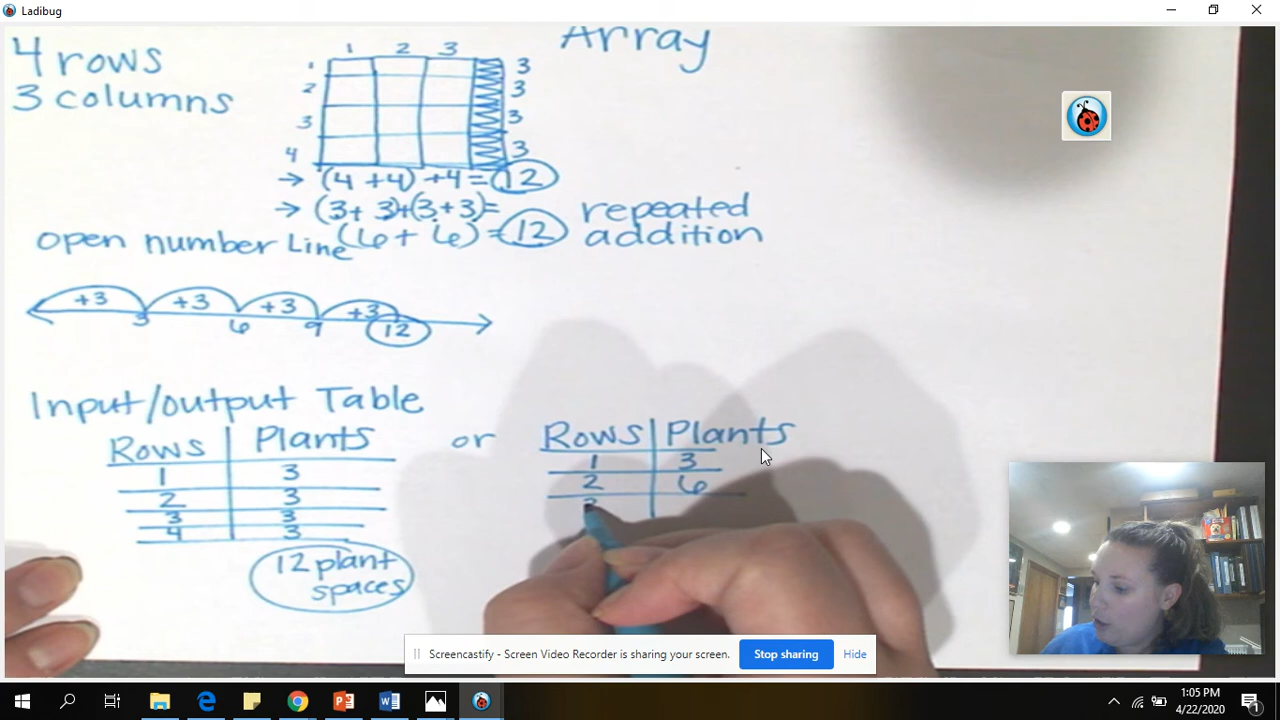 Ladibug
Array
4 rows
3 columns
1 2 3
1
2
3
4
3
3
3
3
→ (4 + 4) + 4 = 12
→ (3 + 3) + (3 + 3) =
(6 + 6) = 12
repeated
addition
open number Line
+3 +3 +3 +3
3 6 9 12
Input/output Table
Rows Plants
1 3
2 3
3 3
4 3
12 plant
spaces
or
Rows Plants
1 3
2 6
Screencastify - Screen Video Recorder is sharing your screen.
Stop sharing
Hide
1:05 PM
4/22/2020
1